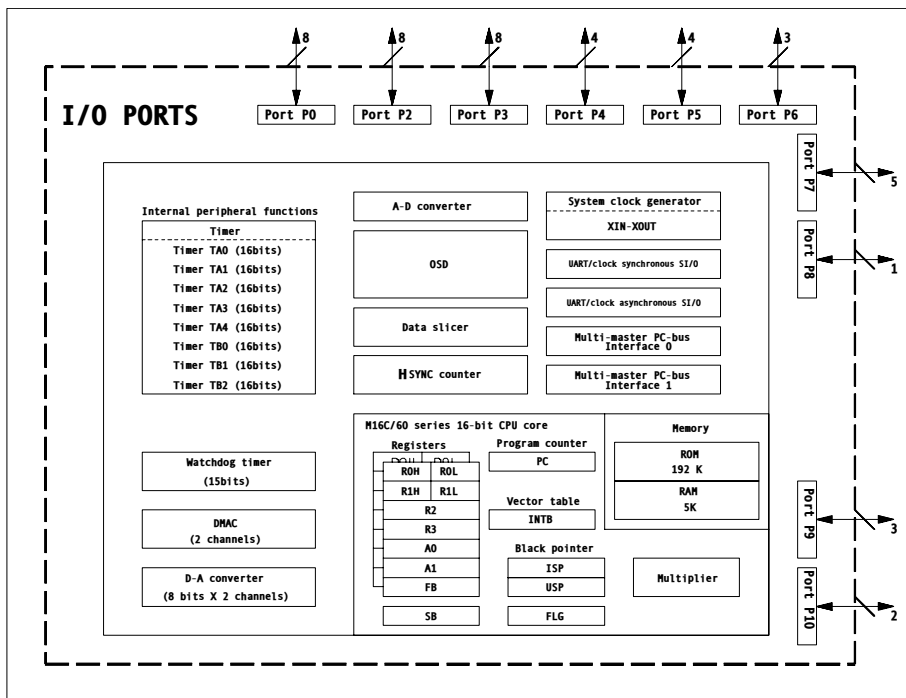 8
8
8
4
4
3
I/O PORTS
Port P0
Port P2
Port P3
Port P4
Port P5
Port P6
Port P7
5
Port P8
1
Internal peripheral functions
Timer
Timer TA0 (16bits)
Timer TA1 (16bits)
Timer TA2 (16bits)
Timer TA3 (16bits)
Timer TA4 (16bits)
Timer TB0 (16bits)
Timer TB1 (16bits)
Timer TB2 (16bits)
A-D converter
OSD
Data slicer
HSYNC counter
System clock generator
XIN-XOUT
UART/clock synchronous SI/O
UART/clock asynchronous SI/O
Multi-master PC-bus
Interface 0
Multi-master PC-bus
Interface 1
Watchdog timer
(15bits)
DMAC
(2 channels)
D-A converter
(8 bits X 2 channels)
M16C/60 series 16-bit CPU core
Registers
R0H
R0L
R1H
R1L
R2
R3
A0
A1
FB
SB
Program counter
PC
Vector table
INTB
Black pointer
ISP
USP
FLG
Memory
ROM
192 K
RAM
5K
Multiplier
Port P9
3
Port P10
2